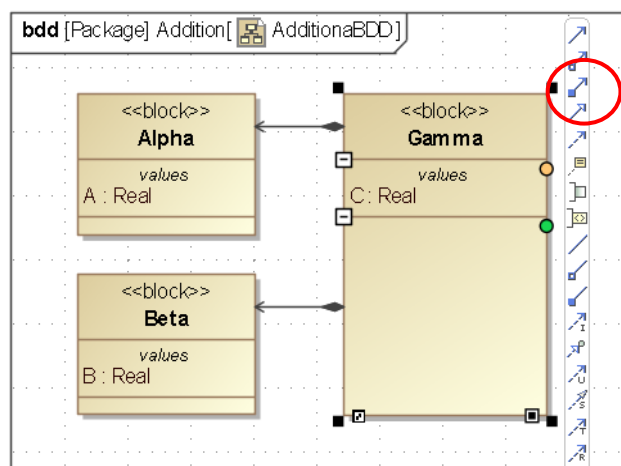 bdd [Package] Addition[ AdditionaBDD]
<<block>>
Alpha
values
A : Real
<<block>>
Gamma
values
C: Real
<<block>>
Beta
values
B : Real
I
P
U
S
T
R